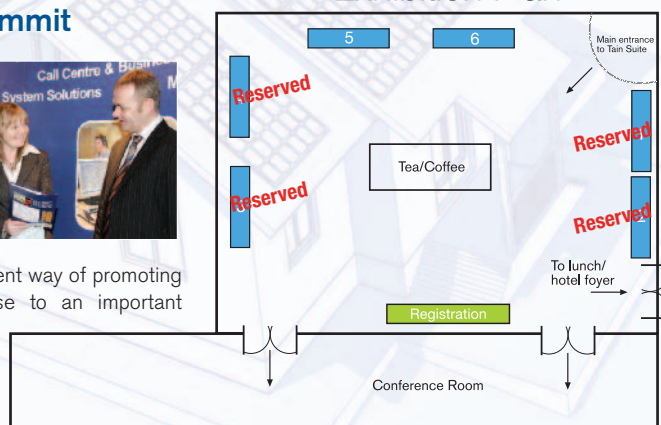 mmit
Call Centre & Busine
System Solutions
ent way of promoting
se to an important
5
6
Main entrance
to Tain Suite
Reserved
Reserved
Tea/Coffee
Reserved
Reserved
To lunch/
hotel foyer
Registration
Conference Room